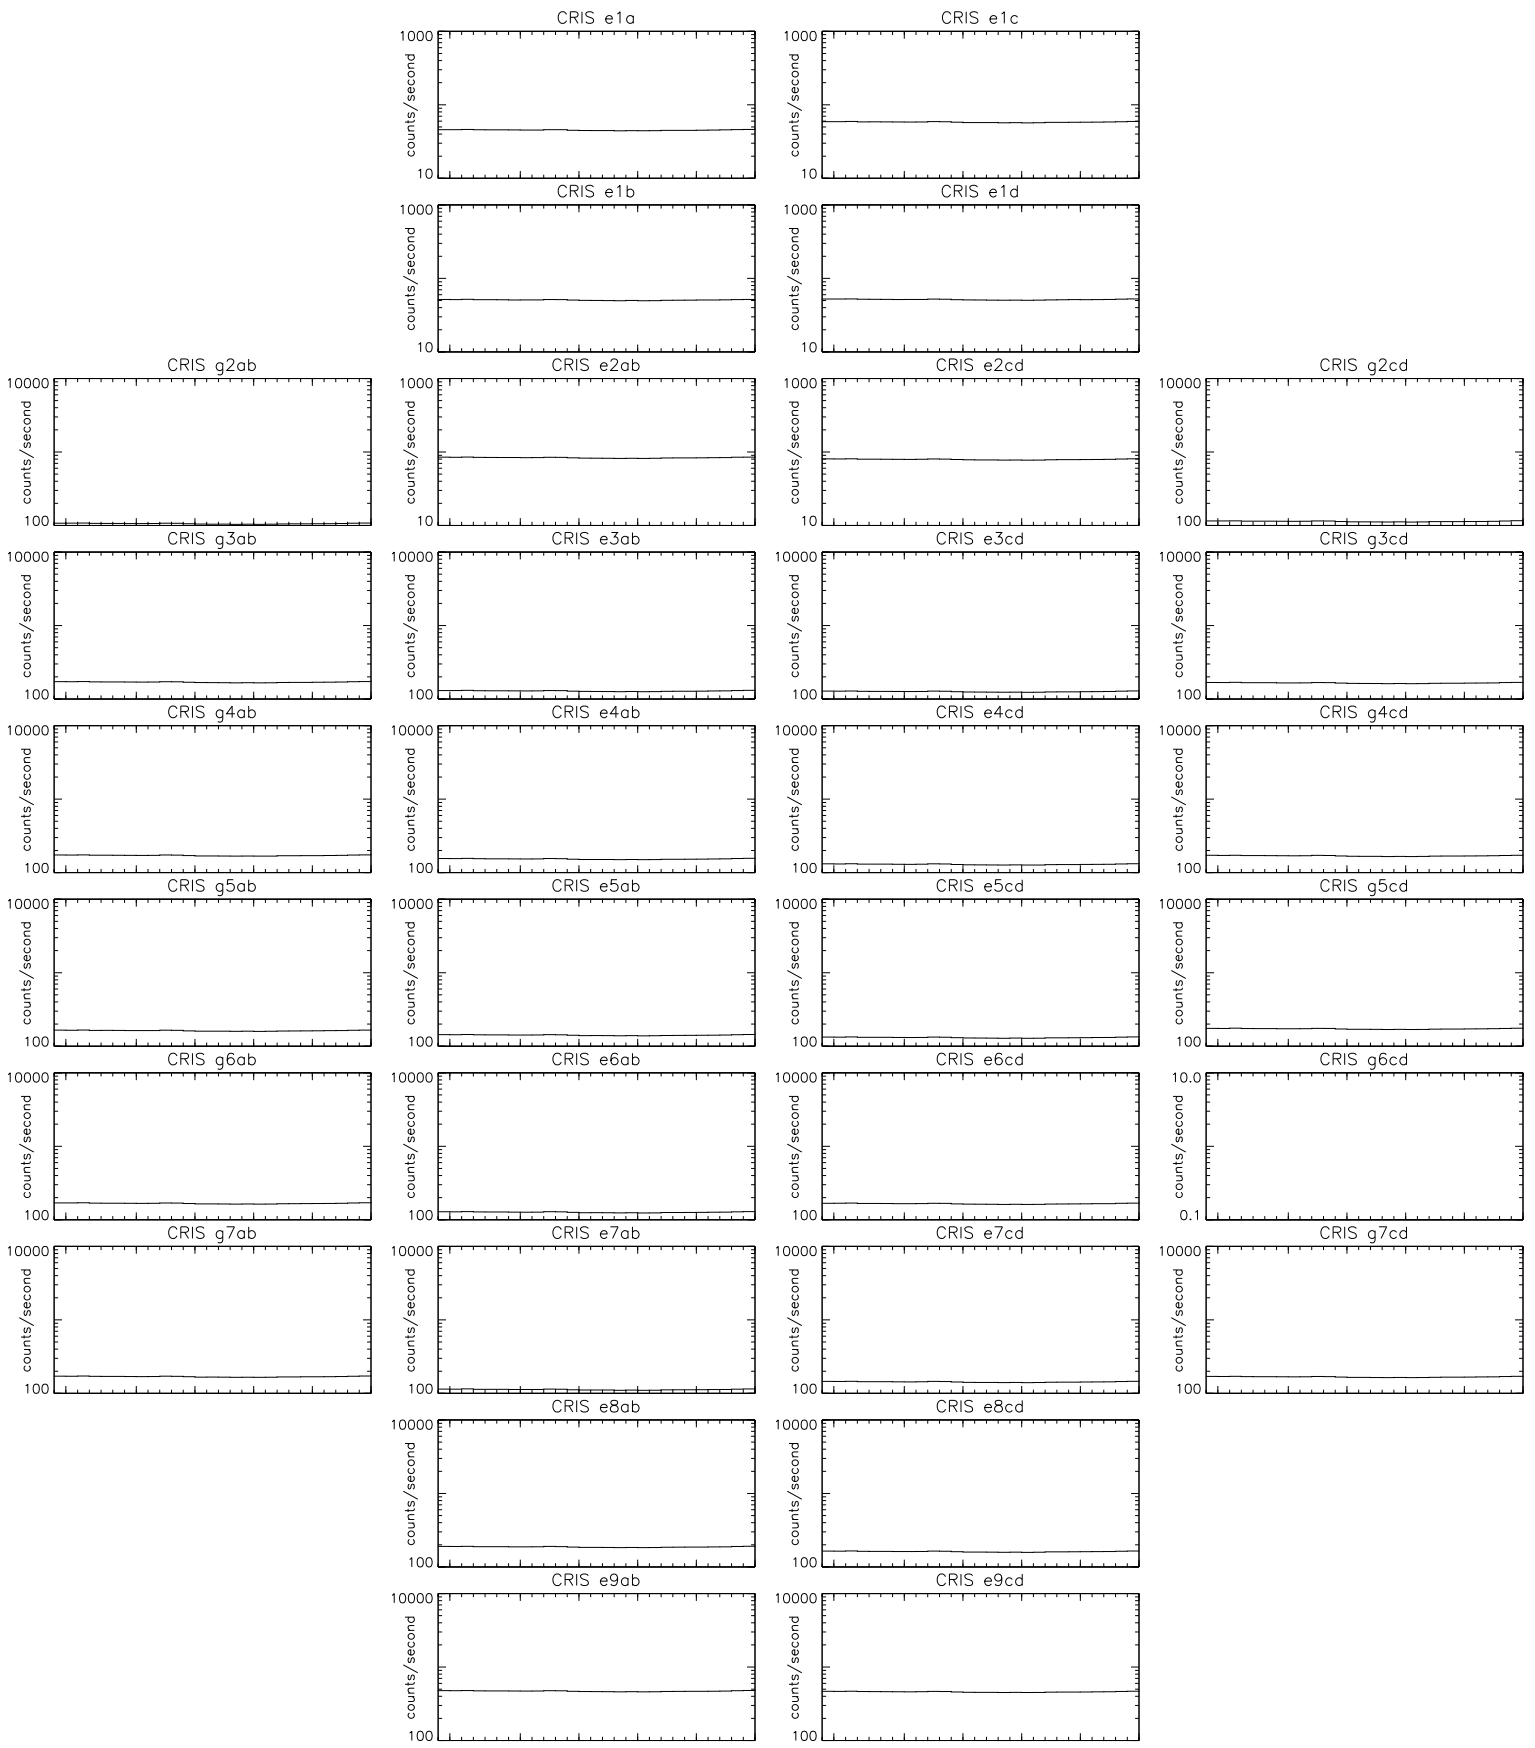 CRIS e1a CRIS e1c
1000 1000
counts/second counts/second
10 10
CRIS e1b CRIS e1d
1000 1000
counts/second counts/second
10 10
CRIS g2ab CRIS e2ab CRIS e2cd CRIS g2cd
10000 1000 1000 10000
counts/second counts/second counts/second counts/second
100 10 10 100
CRIS g3ab CRIS e3ab CRIS e3cd CRIS g3cd
10000 10000 10000 10000
counts/second counts/second counts/second counts/second
100 100 100 100
CRIS g4ab CRIS e4ab CRIS e4cd CRIS g4cd
10000 10000 10000 10000
counts/second counts/second counts/second counts/second
100 100 100 100
CRIS g5ab CRIS e5ab CRIS e5cd CRIS g5cd
10000 10000 10000 10000
counts/second counts/second counts/second counts/second
100 100 100 100
CRIS g6ab CRIS e6ab CRIS e6cd CRIS g6cd
10000 10000 10000 10.0
counts/second counts/second counts/second counts/second
100 100 100 0.1
CRIS g7ab CRIS e7ab CRIS e7cd CRIS g7cd
10000 10000 10000 10000
counts/second counts/second counts/second counts/second
100 100 100 100
CRIS e8ab CRIS e8cd
10000 10000
counts/second counts/second
100 100
CRIS e9ab CRIS e9cd
10000 10000
counts/second counts/second
100 100